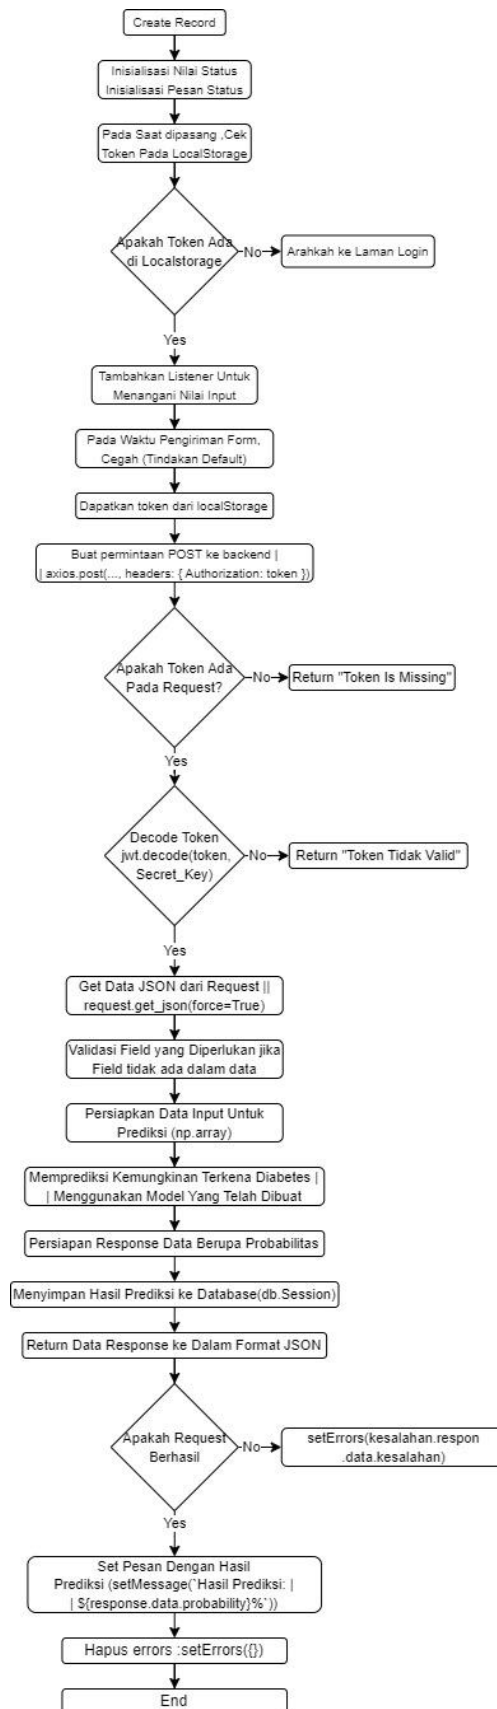 Create Record
Inisialisasi Nilai Status
Inisialisasi Pesan Status
Pada Saat dipasang ,Cek
Token Pada LocalStorage
Apakah Token Ada
di Localstorage
No
Arahkah ke Laman Login
Yes
Tambahkan Listener Untuk
Menangani Nilai Input
Pada Waktu Pengiriman Form,
Cegah (Tindakan Default)
Dapatkan token dari localStorage
Buat permintaan POST ke backend |
| axios.post(..., headers: { Authorization: token })
Apakah Token Ada
Pada Request?
No
Return "Token Is Missing"
Yes
Decode Token
jwt.decode(token,
Secret_Key)
No
Return "Token Tidak Valid"
Yes
Get Data JSON dari Request ||
request.get_json(force=True)
Validasi Field yang Diperlukan jika
Field tidak ada dalam data
Persiapkan Data Input Untuk
Prediksi (np.array)
Memprediksi Kemungkinan Terkena Diabetes |
| Menggunakan Model Yang Telah Dibuat
Persiapan Response Data Berupa Probabilitas
Menyimpan Hasil Prediksi ke Database(db.Session)
Return Data Response ke Dalam Format JSON
Apakah Request
Berhasil
No
setErrors(kesalahan.respon
.data.kesalahan)
Yes
Set Pesan Dengan Hasil
Prediksi (setMessage(`Hasil Prediksi: |
| ${response.data.probability}%`))
Hapus errors :setErrors({})
End